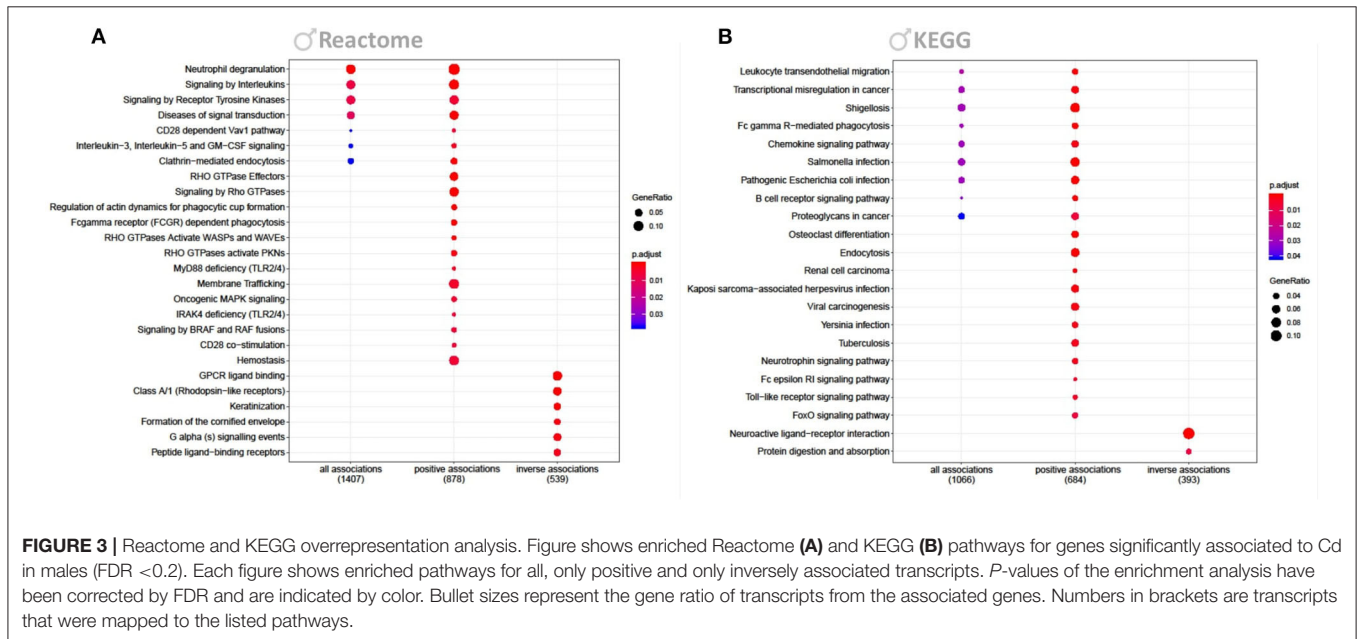 A
♂Reactome
Neutrophil degranulation
Signaling by Interleukins
Signaling by Receptor Tyrosine Kinases
Diseases of signal transduction
CD28 dependent Vav1 pathway
Interleukin-3, Interleukin-5 and GM-CSF signaling
Clathrin-mediated endocytosis
RHO GTPase Effectors
Signaling by Rho GTPases
Regulation of actin dynamics for phagocytic cup formation
Fcgamma receptor (FCGR) dependent phagocytosis
RHO GTPases Activate WASPs and WAVEs
RHO GTPases activate PKNs
MyD88 deficiency (TLR2/4)
Membrane Trafficking
Oncogenic MAPK signaling
IRAK4 deficiency (TLR2/4)
Signaling by BRAF and RAF fusions
CD28 co-stimulation
Hemostasis
GPCR ligand binding
Class A/1 (Rhodopsin-like receptors)
Keratinization
Formation of the cornified envelope
G alpha (s) signalling events
Peptide ligand-binding receptors
all associations
(1407)
positive associations
(878)
inverse associations
(539)
GeneRatio
0.05
0.10
p.adjust
0.01
0.02
0.03
B
♂KEGG
Leukocyte transendothelial migration
Transcriptional misregulation in cancer
Shigellosis
Fc gamma R-mediated phagocytosis
Chemokine signaling pathway
Salmonella infection
Pathogenic Escherichia coli infection
B cell receptor signaling pathway
Proteoglycans in cancer
Osteoclast differentiation
Endocytosis
Renal cell carcinoma
Kaposi sarcoma-associated herpesvirus infection
Viral carcinogenesis
Yersinia infection
Tuberculosis
Neurotrophin signaling pathway
Fc epsilon RI signaling pathway
Toll-like receptor signaling pathway
FoxO signaling pathway
Neuroactive ligand-receptor interaction
Protein digestion and absorption
all associations
(1066)
positive associations
(684)
inverse associations
(393)
p.adjust
0.01
0.02
0.03
0.04
GeneRatio
0.04
0.06
0.08
0.10
FIGURE 3 | Reactome and KEGG overrepresentation analysis. Figure shows enriched Reactome (A) and KEGG (B) pathways for genes significantly associated to Cd
in males (FDR <0.2). Each figure shows enriched pathways for all, only positive and only inversely associated transcripts. P-values of the enrichment analysis have
been corrected by FDR and are indicated by color. Bullet sizes represent the gene ratio of transcripts from the associated genes. Numbers in brackets are transcripts
that were mapped to the listed pathways.